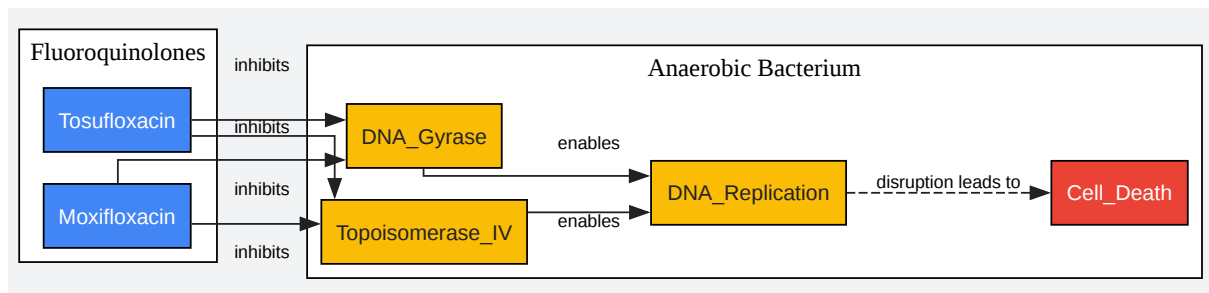 Fluoroquinolones
inhibits
Anaerobic Bacterium
Tosufloxacin
inhibits
DNA_Gyrase
enables
Moxifloxacin
inhibits
DNA_Replication
disruption leads to
Cell_Death
Topoisomerase_IV
enables
inhibits